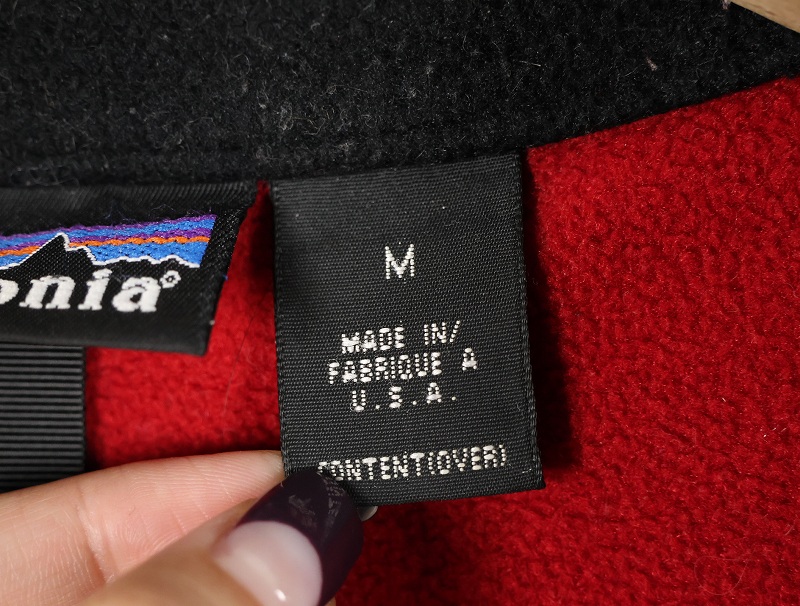 onia®
M
MADE IN/
FABRIQUE A
U.S.A.
CONTENT(OVER)